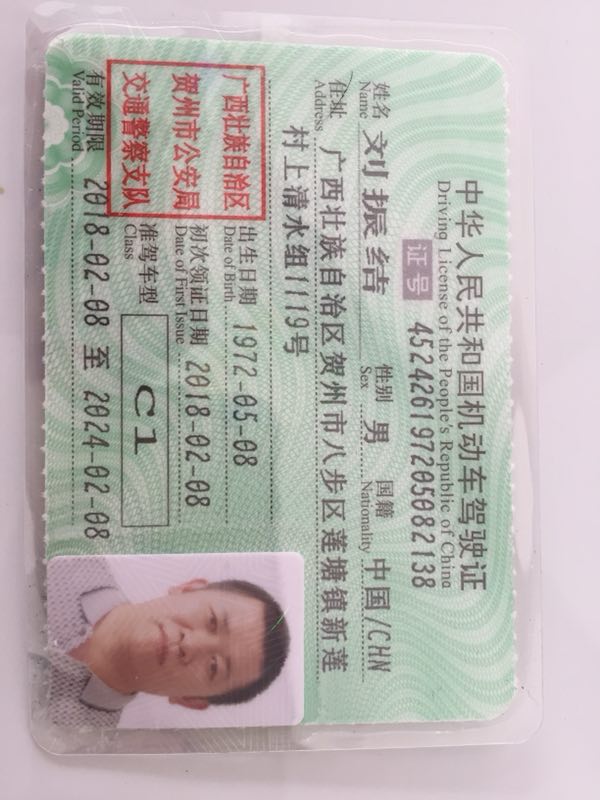 中华人民共和国机动车驾驶证
Driving License of the People's Republic of China
证号 452426197205082138
姓名 刘振结 性别 男 国籍 中国/CHN
Name Sex Nationality
住址 广西壮族自治区贺州市八步区莲塘镇新莲
Address
村上清水组1119号
广西壮族自治区
贺州市公安局
交通警察支队
出生日期 1972-05-08
Date of Birth
初次领证日期 2018-02-08
Date of First Issue
准驾车型 C1
Class
有效期限 2018-02-08 至 2024-02-08
Valid Period